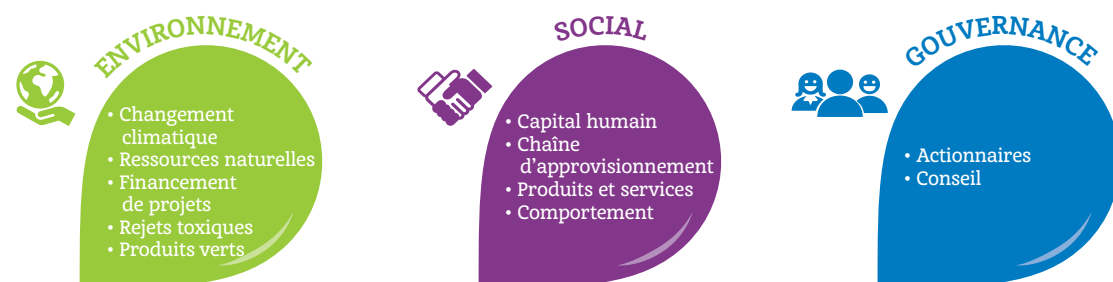 ENVIRONNEMENT
• Changement
climatique
• Ressources naturelles
• Financement
de projets
• Rejets toxiques
• Produits verts
SOCIAL
• Capital humain
• Chaîne
d’approvisionnement
• Produits et services
• Comportement
GOUVERNANCE
• Actionnaires
• Conseil